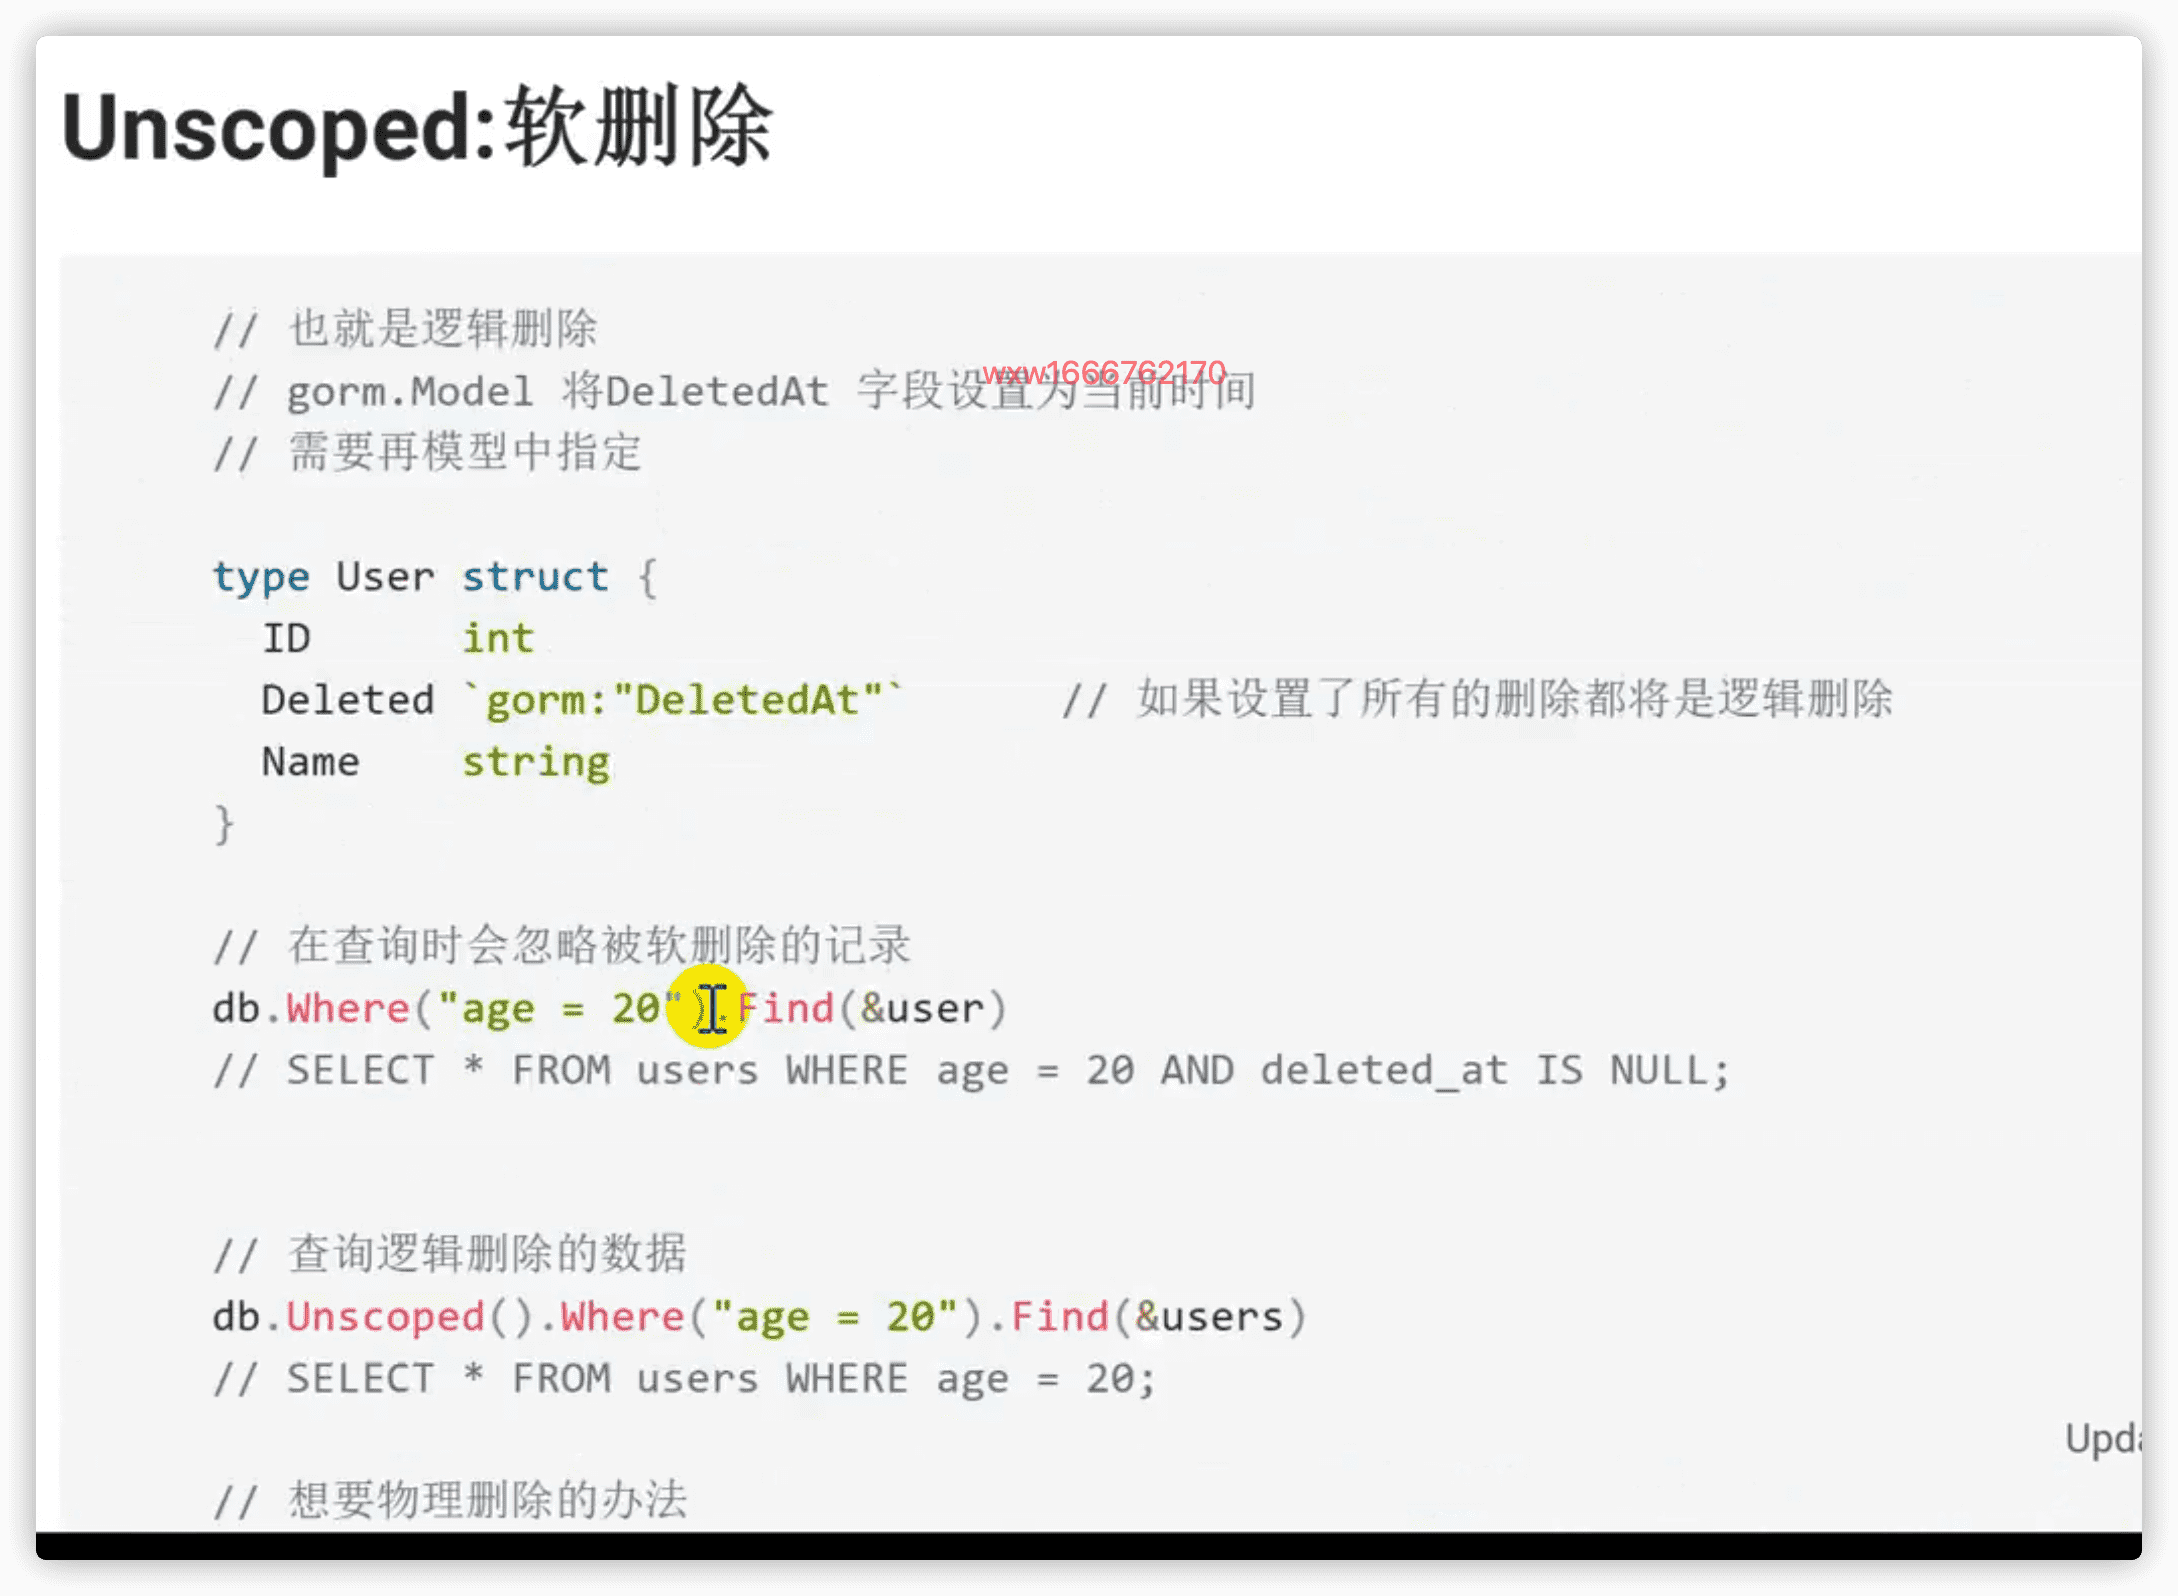 Unscoped:软删除
// 也就是逻辑删除
wxw1666762170
// gorm.Model 将DeletedAt 字段设置为当前时间
// 需要再模型中指定
type User struct {
ID int
Deleted `gorm:"DeletedAt"` // 如果设置了所有的删除都将是逻辑删除
Name string
}
// 在查询时会忽略被软删除的记录
db.Where("age = 20").Find(&user)
// SELECT * FROM users WHERE age = 20 AND deleted_at IS NULL;
// 查询逻辑删除的数据
db.Unscoped().Where("age = 20").Find(&users)
// SELECT * FROM users WHERE age = 20;
// 想要物理删除的办法